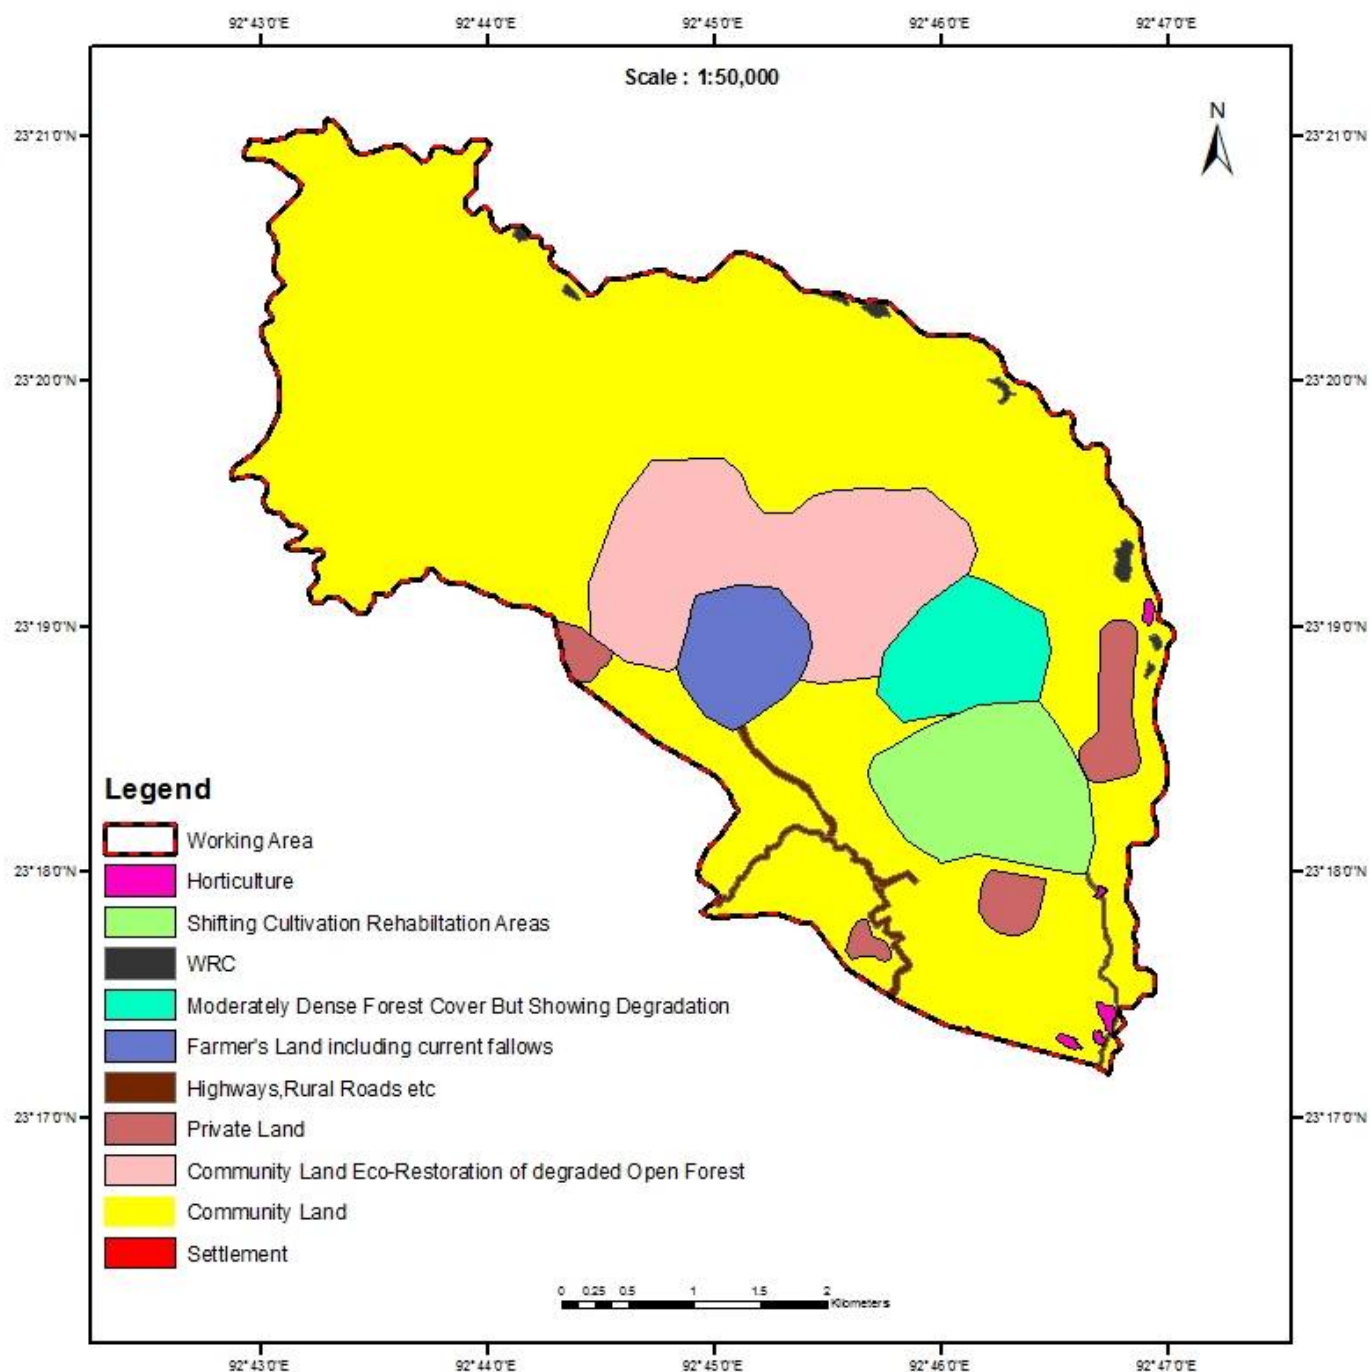 92°43'0"E 92°44'0"E 92°45'0"E 92°46'0"E 92°47'0"E
Scale : 1:50,000
N
23°21'0"N 23°21'0"N
23°20'0"N 23°20'0"N
23°19'0"N 23°19'0"N
Legend
Working Area
23°18'0"N 23°18'0"N
Horticulture
Shifting Cultivation Rehabiltation Areas
WRC
Moderately Dense Forest Cover But Showing Degradation
Farmer's Land including current fallows
Highways,Rural Roads etc
23°17'0"N 23°17'0"N
Private Land
Community Land Eco-Restoration of degraded Open Forest
Community Land
Settlement
0 0.25 0.5 1 1.5 2
Kilometers
92°43'0"E 92°44'0"E 92°45'0"E 92°46'0"E 92°47'0"E